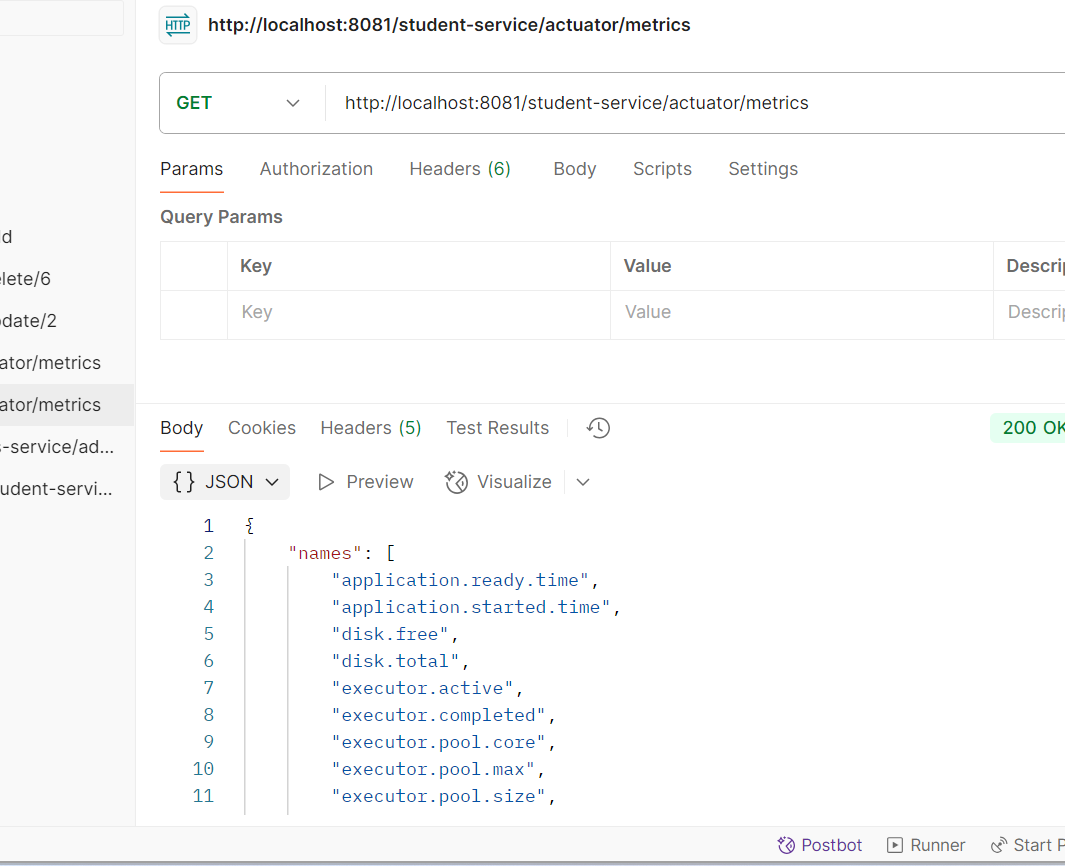 HTTP http://localhost:8081/student-service/actuator/metrics
GET http://localhost:8081/student-service/actuator/metrics
Params Authorization Headers (6) Body Scripts Settings
Query Params
Key Value Descrip
Key Value Descrip
d
elete/6
date/2
ator/metrics
ator/metrics
s-service/ad...
udent-servi...
Body Cookies Headers (5) Test Results 200 OK
{} JSON Preview Visualize
1 {
2 "names": [
3 "application.ready.time",
4 "application.started.time",
5 "disk.free",
6 "disk.total",
7 "executor.active",
8 "executor.completed",
9 "executor.pool.core",
10 "executor.pool.max",
11 "executor.pool.size",
Postbot Runner Start P